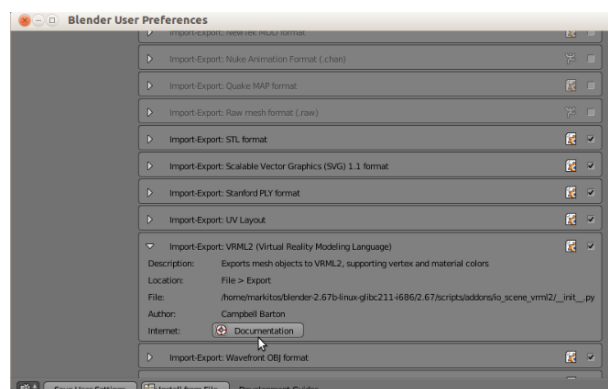 Blender User Preferences
Import-Export: NewTek MDD format
Import-Export: Nuke Animation Format (.chan)
Import-Export: Quake MAP format
Import-Export: Raw mesh format (.raw)
Import-Export: STL format
Import-Export: Scalable Vector Graphics (SVG) 1.1 format
Import-Export: Stanford PLY format
Import-Export: UV Layout
Import-Export: VRML2 (Virtual Reality Modeling Language)
Description: Exports mesh objects to VRML2, supporting vertex and material colors
Location: File > Export
File: /home/markitos/blender-2.67b-linux-glibc211-i686/2.67/scripts/addons/io_scene_vrml2/__init__.py
Author: Campbell Barton
Internet: Documentation
Import-Export: Wavefront OBJ format
Save User Settings Install from File... Development Guides